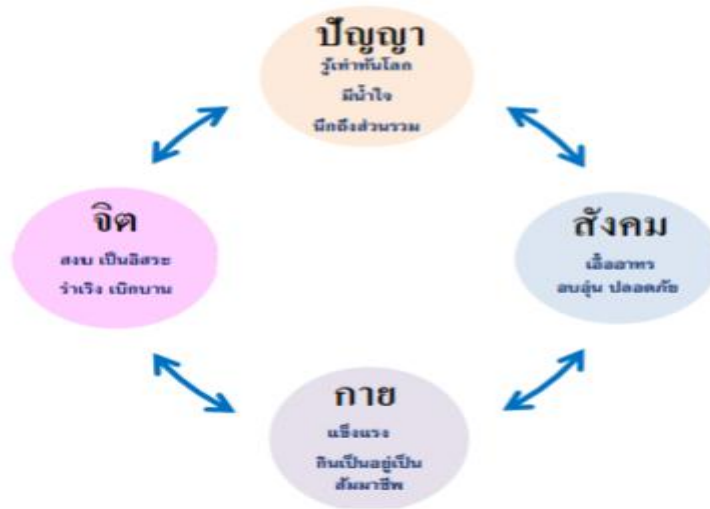 ปัญญา
รู้เท่าทันโลก
มีน้ำใจ
นึกถึงส่วนรวม
จิต
สงบ เป็นอิสระ
ร่าเริง เบิกบาน
สังคม
เอื้ออาทร
อบอุ่น ปลอดภัย
กาย
แข็งแรง
กินเป็นอยู่เป็น
สัมมาชีพ